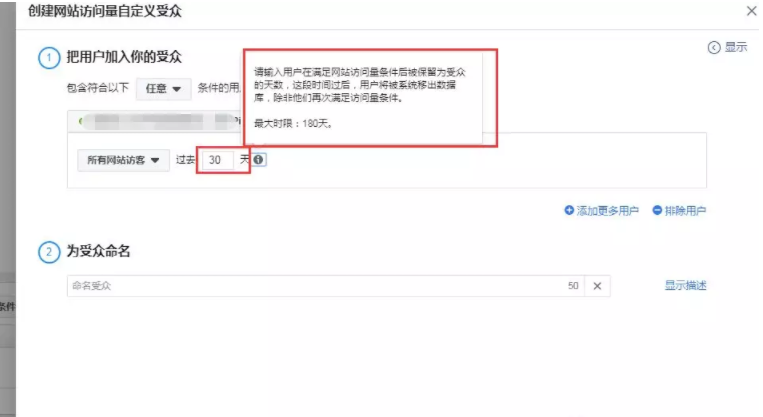 创建网站访问量自定义受众
显示
1 把用户加入你的受众
包含符合以下 任意 条件的用
请输入用户在满足网站访问量条件后被保留为受众
的天数，这段时间过后，用户将被系统移出数据
库，除非他们再次满足访问量条件。
最大时限：180天。
所有网站访客 过去 30 天
添加更多用户 排除用户
2 为受众命名
命名受众 50
显示描述
条件